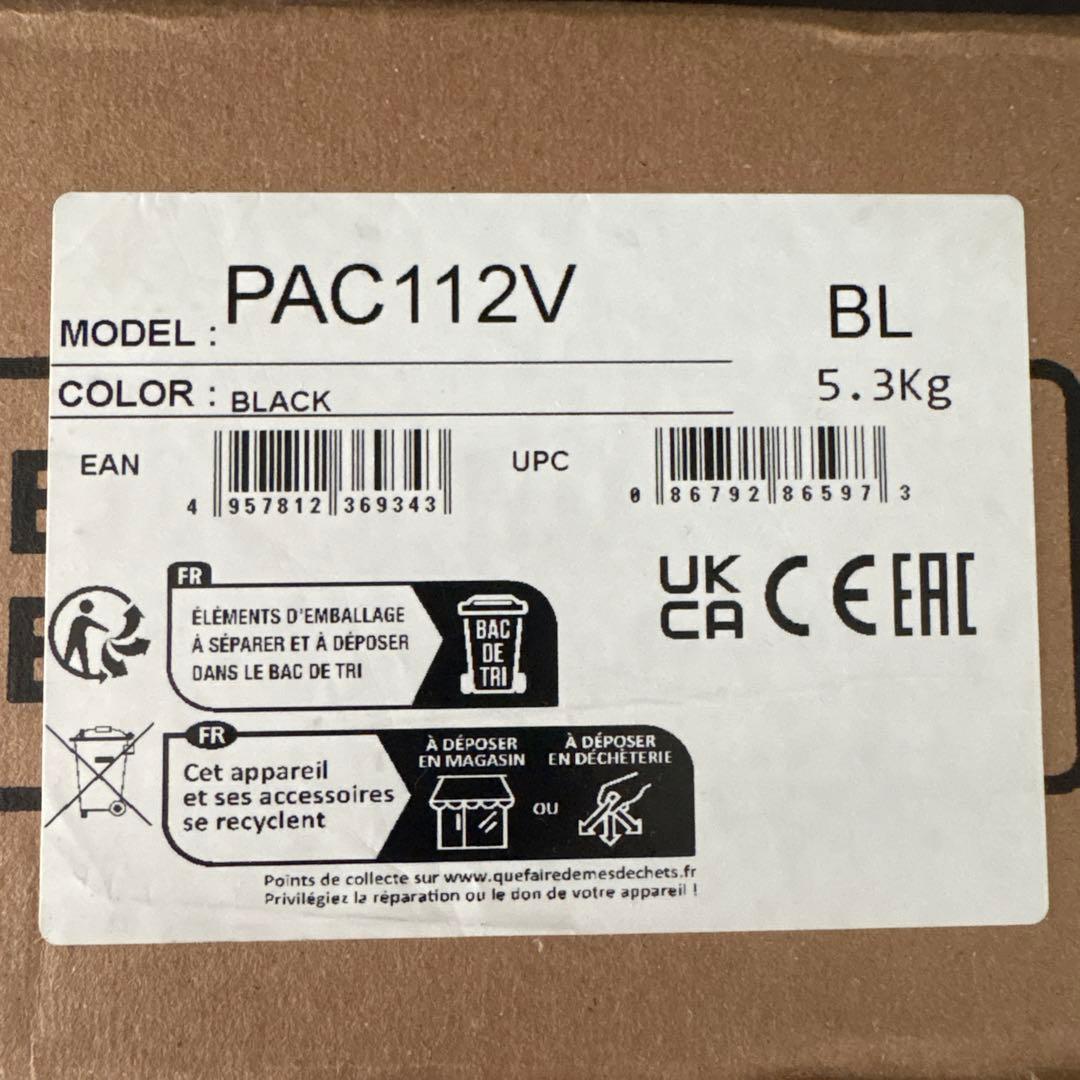 MODEL : PAC112V
BL
COLOR : BLACK
5.3Kg
EAN
4 957812 369343
UPC
0 86792 86597 3
UK
CA CE EAC
FR
ÉLÉMENTS D'EMBALLAGE
À SÉPARER ET À DÉPOSER
DANS LE BAC DE TRI
BAC
DE
TRI
FR
Cet appareil
et ses accessoires
se recyclent
À DÉPOSER
EN MAGASIN
OU
À DÉPOSER
EN DÉCHÈTERIE
Points de collecte sur www.quefairedemesdechets.fr
Privilégiez la réparation ou le don de votre appareil !